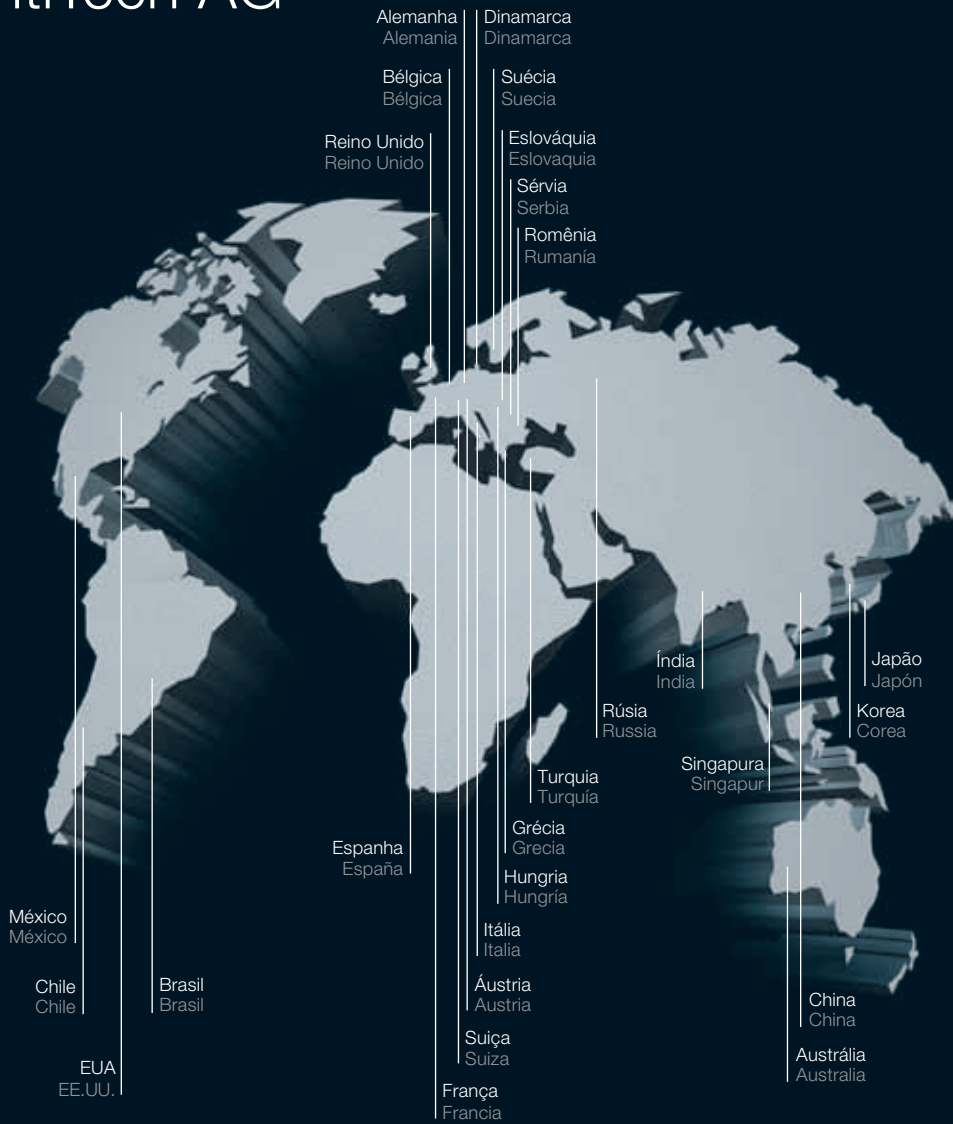 AG
Alemanha
Alemania
Dinamarca
Dinamarca
Bélgica
Bélgica
Suécia
Suecia
Reino Unido
Reino Unido
Eslováquia
Eslovaquia
Sérvia
Serbia
Romênia
Rumanía
Índia
India
Japão
Japón
Rúsia
Russia
Korea
Corea
Singapura
Singapur
Turquia
Turquía
Grécia
Grecia
Espanha
España
Hungria
Hungría
México
México
Itália
Italia
Chile
Chile
Brasil
Brasil
Áustria
Austria
China
China
Suiça
Suiza
Austrália
Australia
EUA
EE.UU.
França
Francia